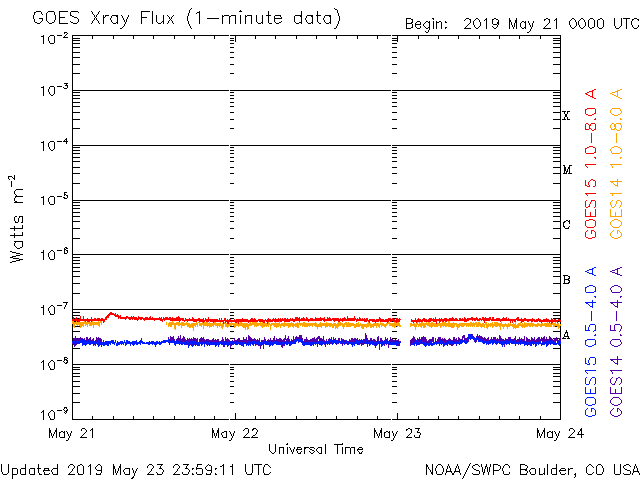 GOES Xray Flux (1-minute data)
Begin: 2019 May 21 0000 UTC
10^-2
10^-3
10^-4
10^-5
10^-6
10^-7
10^-8
10^-9
Watts m^-2
X
M
C
B
A
GOES15 1.0-8.0 A
GOES14 1.0-8.0 A
GOES15 0.5-4.0 A
GOES14 0.5-4.0 A
May 21
May 22
May 23
May 24
Universal Time
Updated 2019 May 23 23:59:11 UTC
NOAA/SWPC Boulder, CO USA